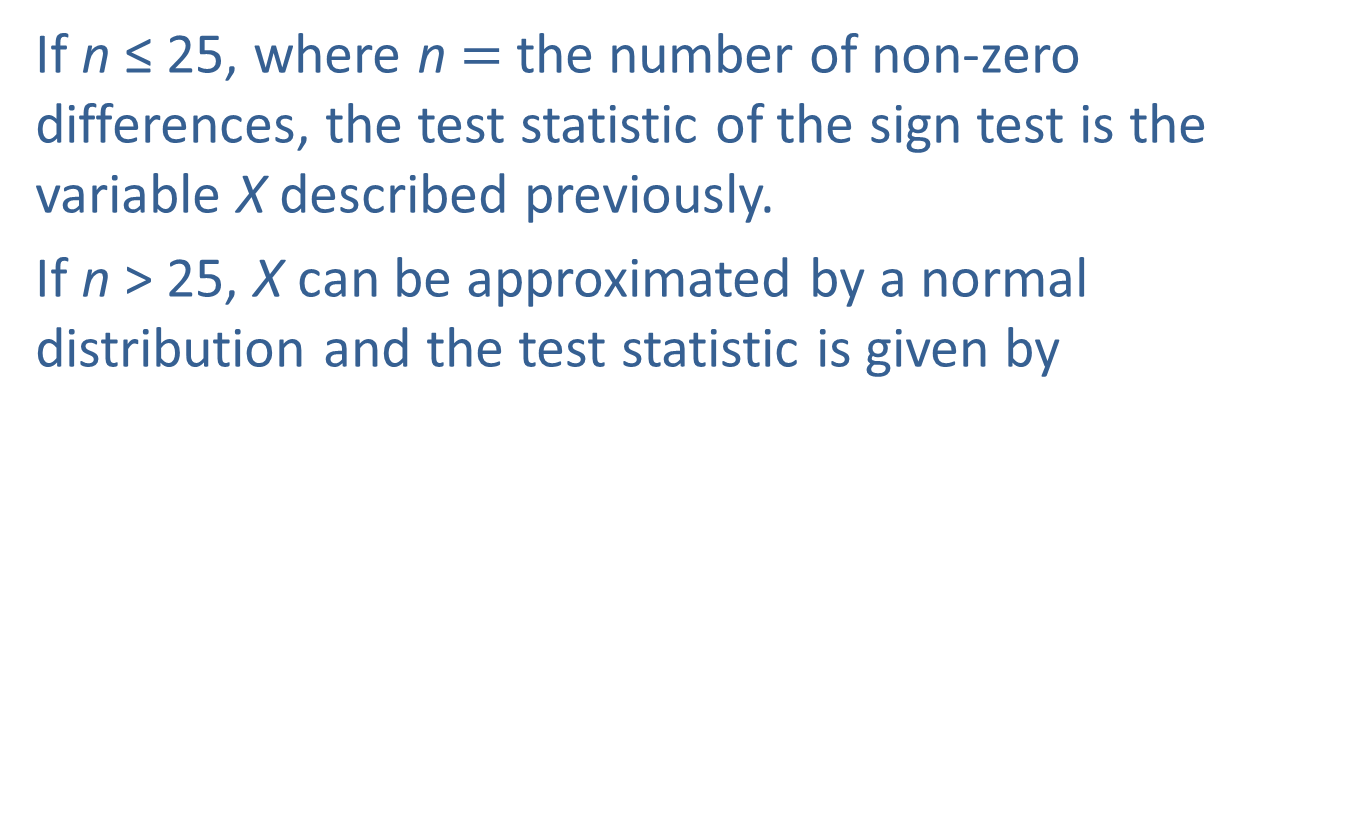 If n ≤ 25, where n = the number of non-zero
differences, the test statistic of the sign test is the
variable X described previously.
If n > 25, X can be approximated by a normal
distribution and the test statistic is given by